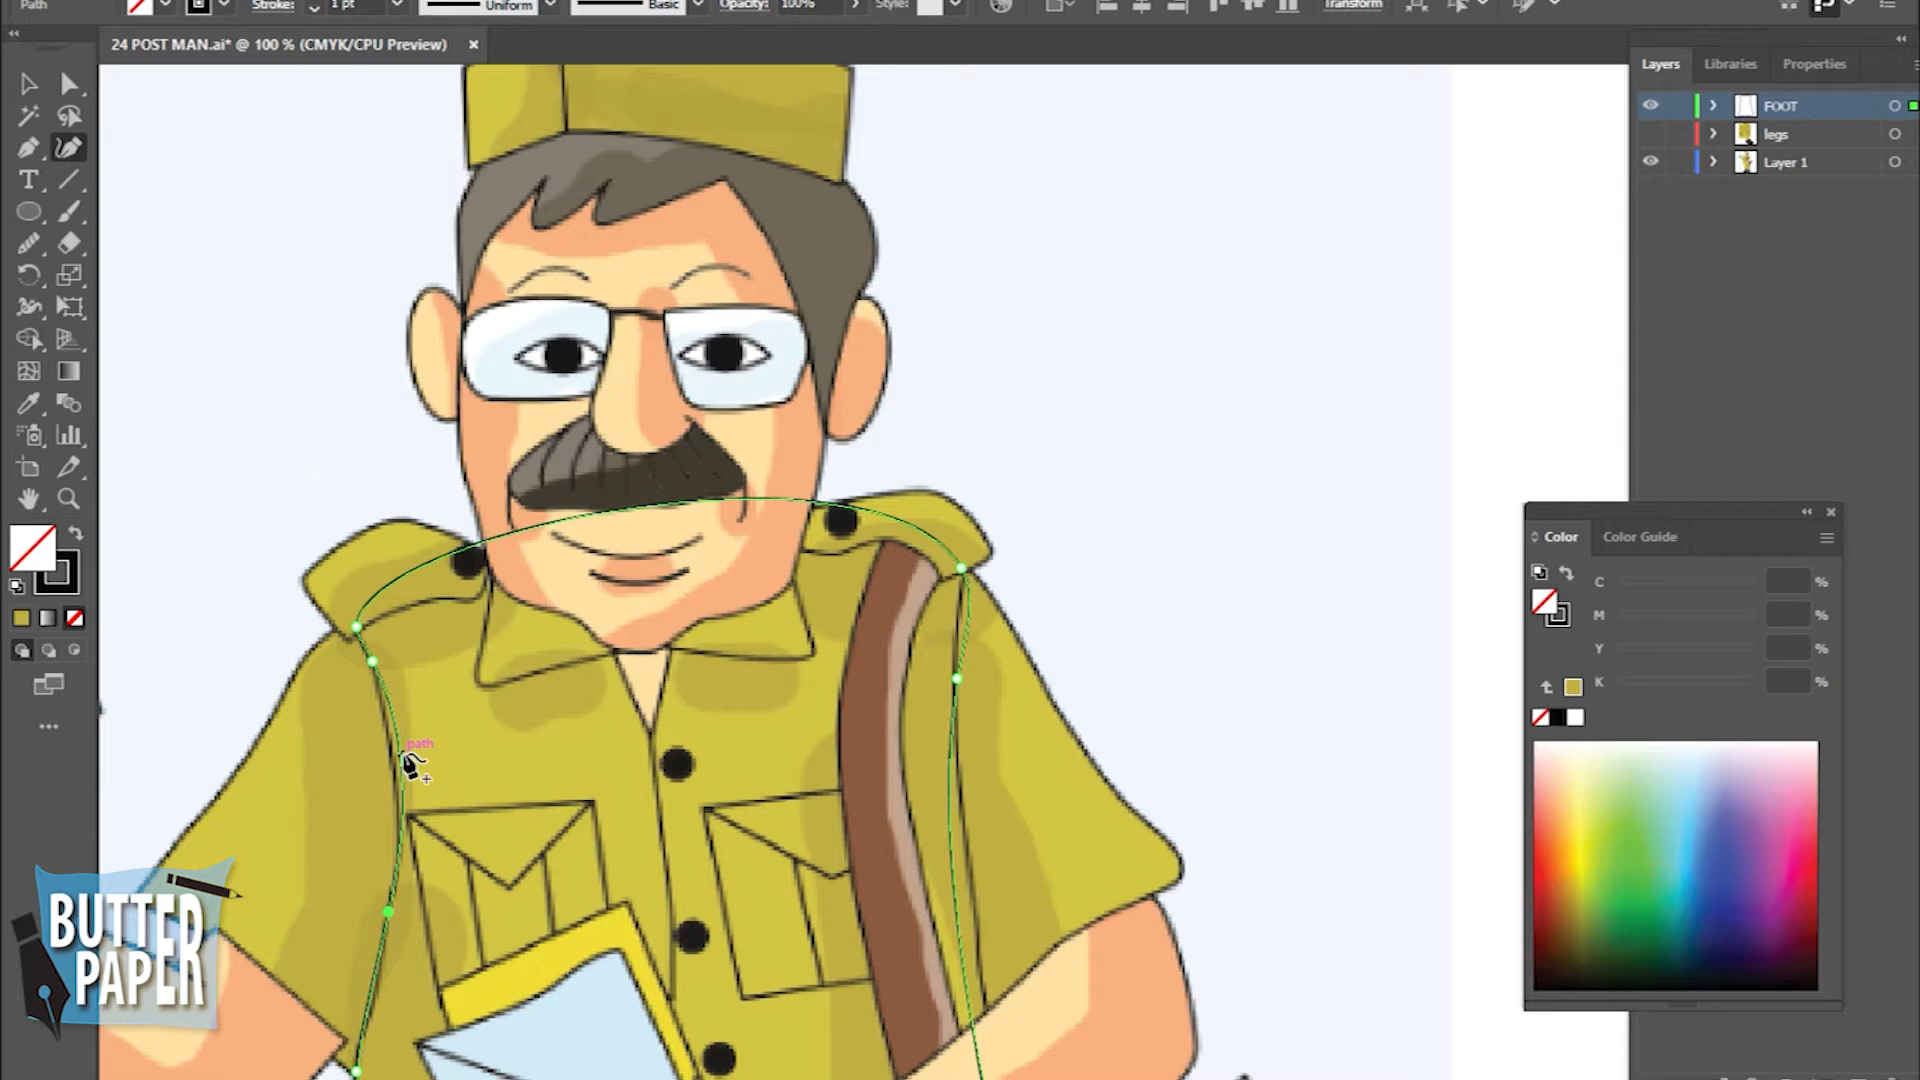 Path
Stroke:
1 pt
Uniform
Basic
Opacity:
100%
Style:
Transform
24 POST MAN.ai* @ 100 % (CMYK/CPU Preview)
Layers Libraries Properties
FOOT
legs
Layer 1
T
path
Color Color Guide
C %
M %
Y %
K %
BUTTER
PAPER